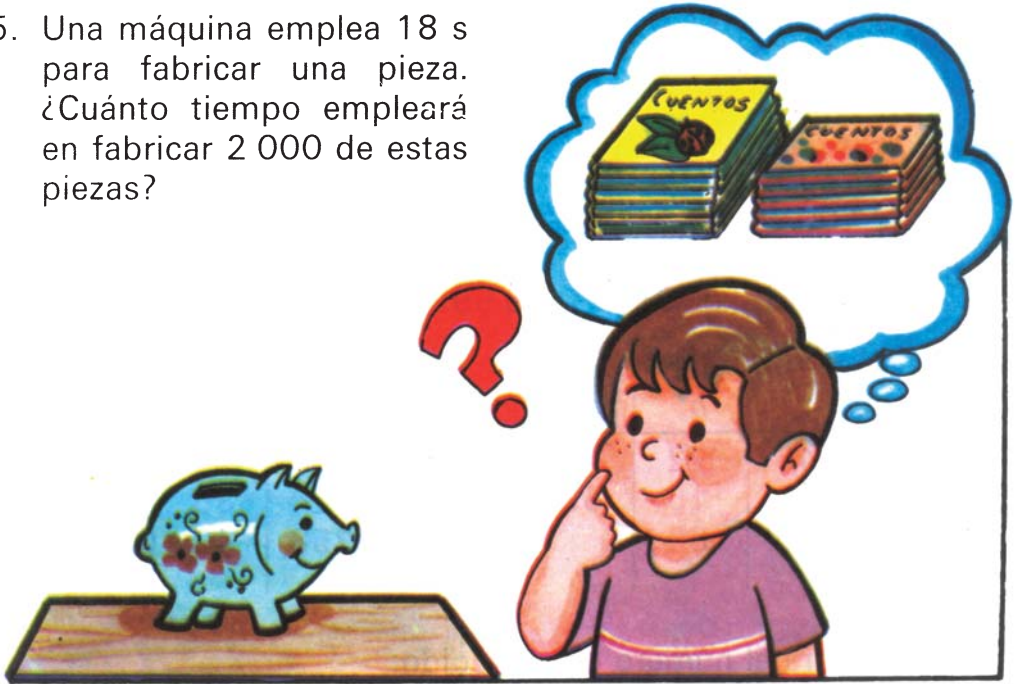 5. Una máquina emplea 18 s
para fabricar una pieza.
¿Cuánto tiempo empleará
en fabricar 2 000 de estas
piezas?
CUENTOS
CUENTOS